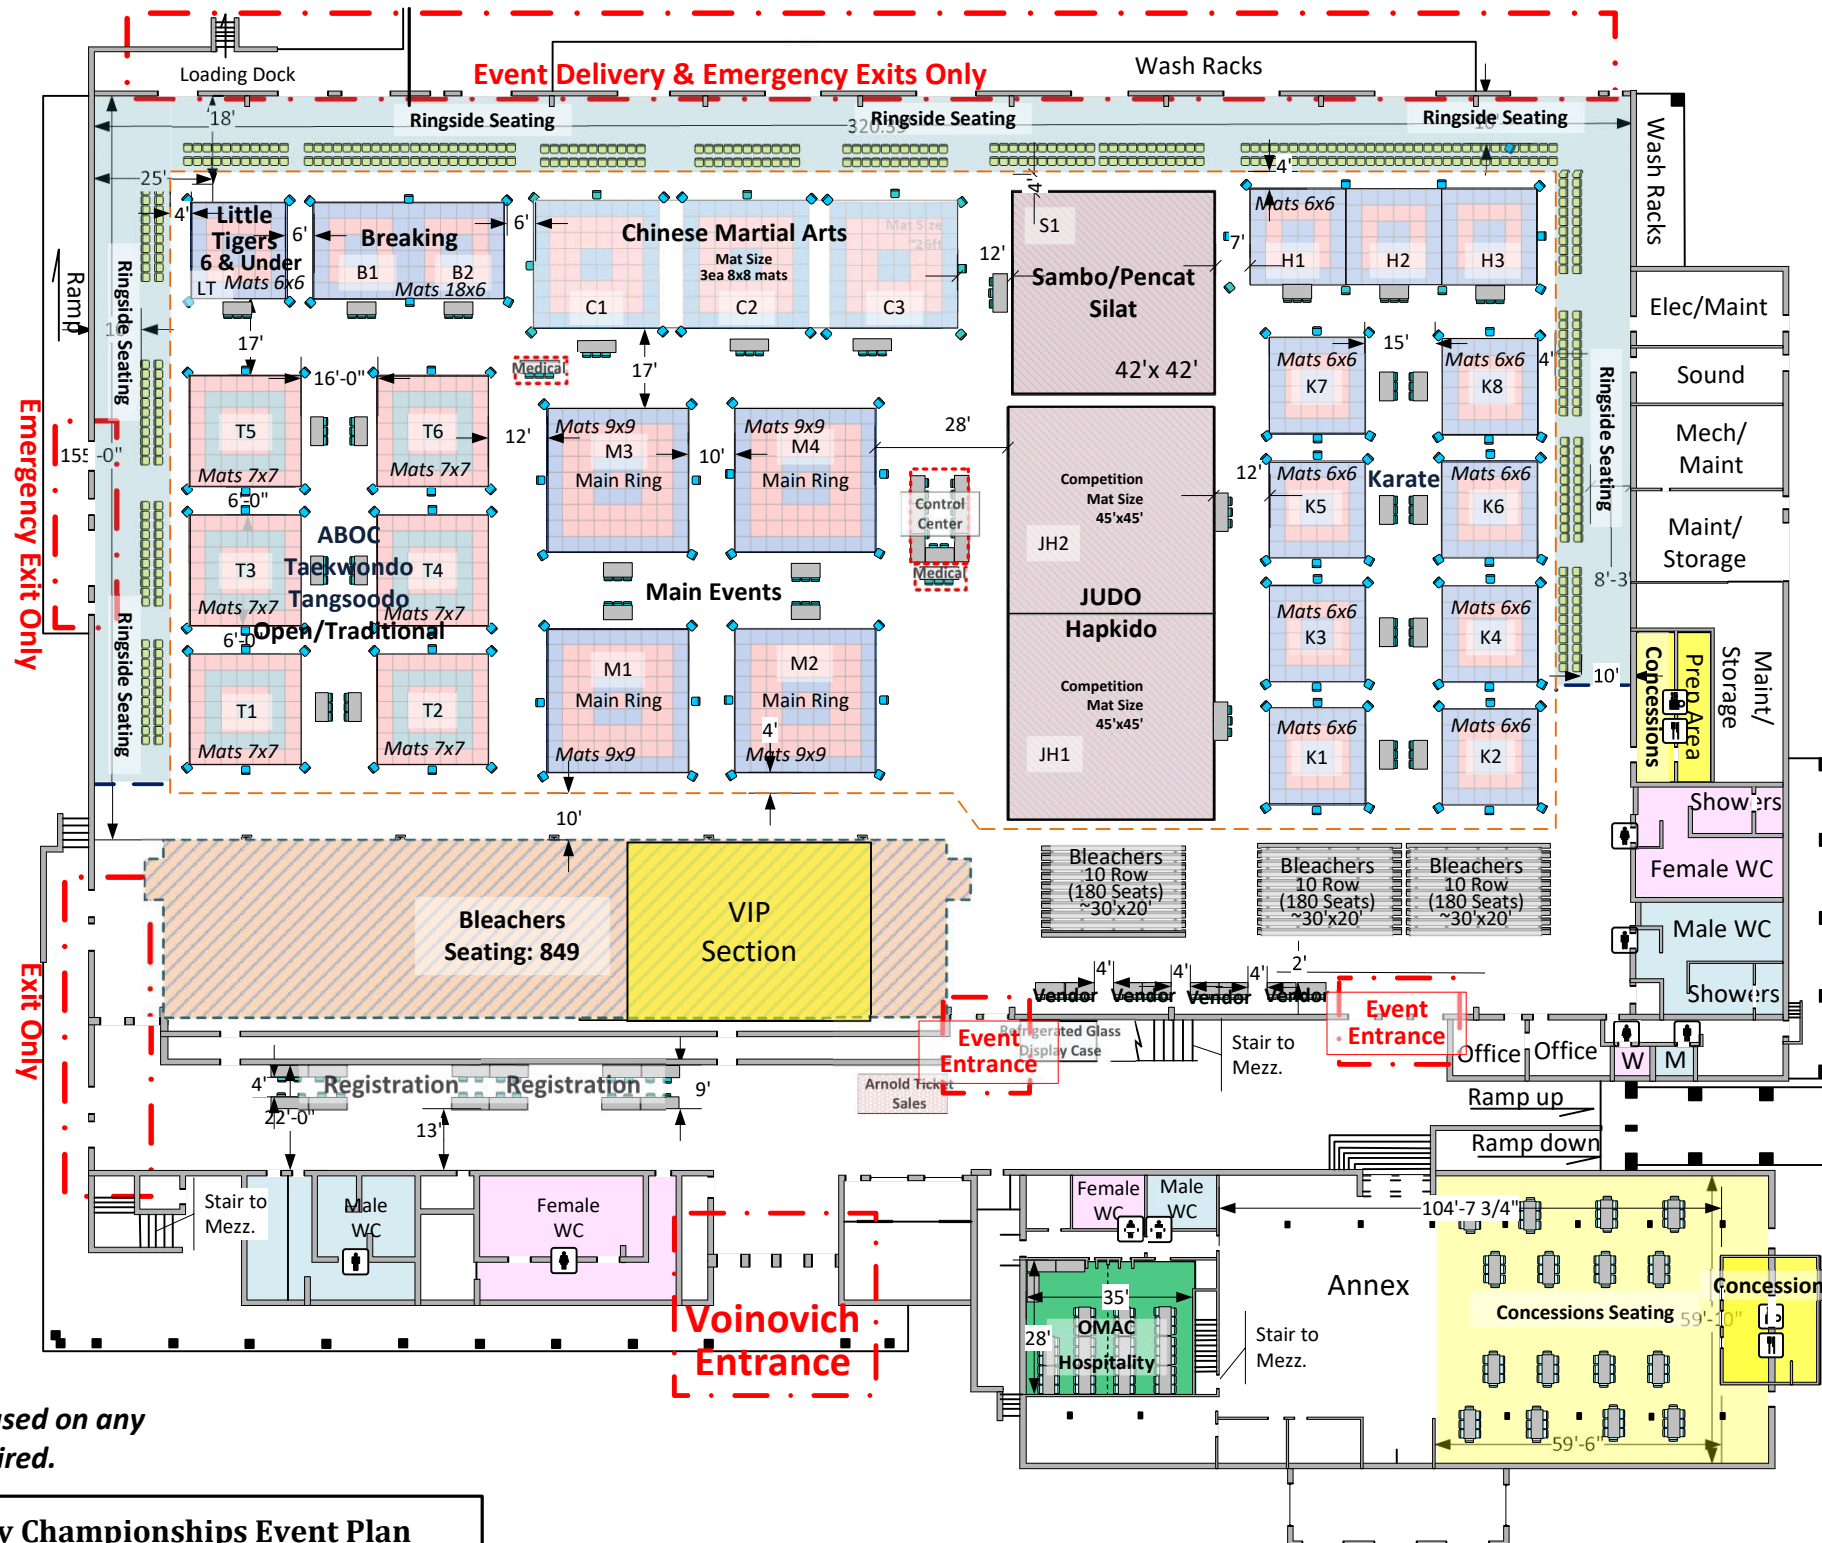 Loading Dock
Event Delivery & Emergency Exits Only
Wash Racks
18'
Ringside Seating
Ringside Seating
Ringside Seating
320.33
Wash Racks
25'
4'
4'
4'
Little
Tigers
6 & Under
LT
Mats 6x6
6'
Breaking
B1
B2
Mats 18x6
6'
Chinese Martial Arts
Mat Size
3ea 8x8 mats
Mat Size
~26ft
C1
C2
C3
12'
S1
Sambo/Pencat
Silat
42'x 42'
7'
Mats 6x6
H1
H2
H3
Ramp
Ringside Seating
17'
16'-0"
Medical
17'
15'
Mats 6x6
K7
Mats 6x6
K8
4'
Elec/Maint
Sound
Mech/
Maint
Maint/
Storage
Ringside Seating
Emergency Exit Only
155'-0"
T5
Mats 7x7
T6
Mats 7x7
12'
Mats 9x9
M3
Main Ring
10'
Mats 9x9
M4
Main Ring
28'
Control
Center
Medical
Competition
Mat Size
45'x45'
JH2
12'
Mats 6x6
K5
Karate
Mats 6x6
K6
6'-0"
ABOC
Taekwondo
Tangsoodo
Open/Traditional
T3
Mats 7x7
T4
Mats 7x7
6'-0"
Main Events
JUDO
Hapkido
Mats 6x6
K3
Mats 6x6
K4
8'-3"
Ringside Seating
T1
Mats 7x7
T2
Mats 7x7
M1
Main Ring
Mats 9x9
M2
Main Ring
4'
Mats 9x9
Competition
Mat Size
45'x45'
JH1
Mats 6x6
K1
Mats 6x6
K2
10'
Concessions
Prep Area
Maint/
Storage
10'
Bleachers
Seating: 849
VIP
Section
Bleachers
10 Row
(180 Seats)
~30'x20'
Bleachers
10 Row
(180 Seats)
~30'x20'
Bleachers
10 Row
(180 Seats)
~30'x20'
Showers
Female WC
Male WC
Showers
Exit Only
4'
4'
4'
2'
Vendor
Vendor
Vendor
Vendor
Event
Entrance
Refrigerated Glass
Display Case
Stair to
Mezz.
Event
Entrance
Office
Office
W
M
4'
Registration
Registration
9'
22'-0"
13'
Arnold Ticket
Sales
Ramp up
Ramp down
Stair to
Mezz.
Male
WC
Female
WC
Voinovich
Entrance
Female
WC
Male
WC
104'-7 3/4"
35'
28'
OMAC
Hospitality
Stair to
Mezz.
Annex
Concessions Seating
59'-10"
Concession
59'-6"
used on any
ired.
y Championships Event Plan